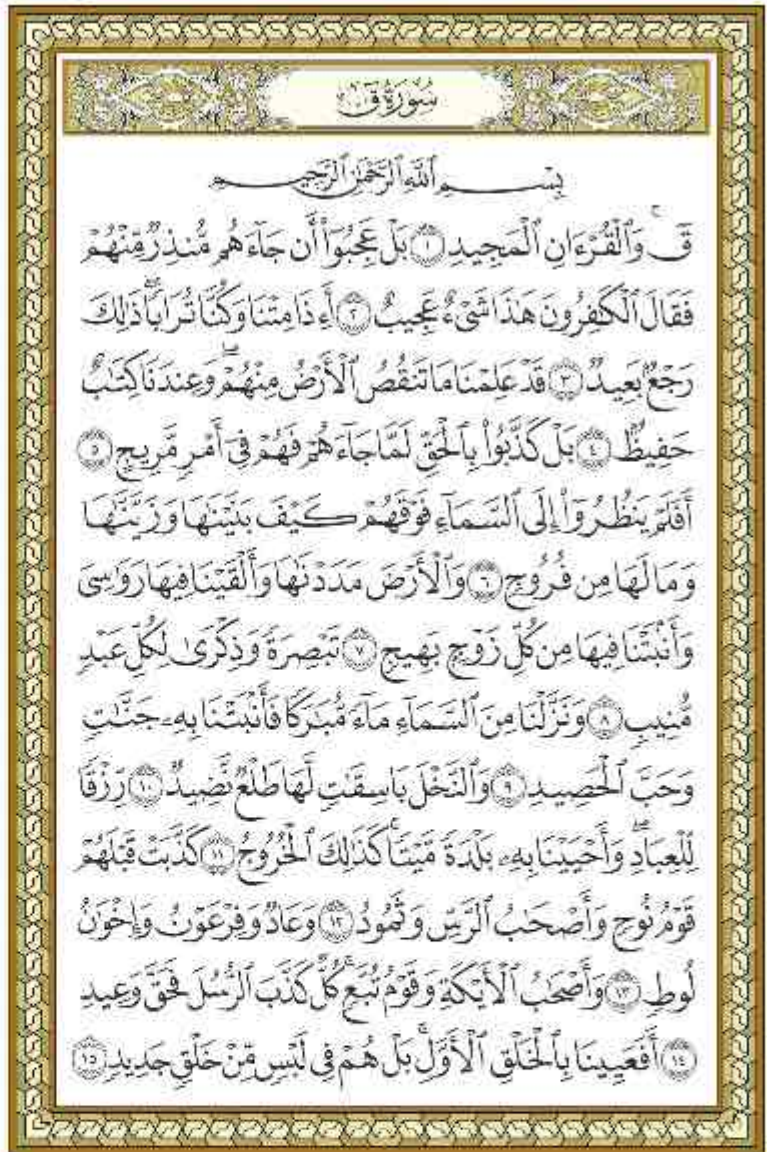 سُورَةُ قٓ
بِسْمِ ٱللَّهِ ٱلرَّحْمَٰنِ ٱلرَّحِيمِ
قٓ ۚ وَٱلْقُرْءَانِ ٱلْمَجِيدِ ١ بَلْ عَجِبُوٓا۟ أَن جَآءَهُم مُّنذِرٌ مِّنْهُمْ
فَقَالَ ٱلْكَٰفِرُونَ هَٰذَا شَىْءٌ عَجِيبٌ ٢ أَءِذَا مِتْنَا وَكُنَّا تُرَابًا ۖ ذَٰلِكَ
رَجْعٌۢ بَعِيدٌ ٣ قَدْ عَلِمْنَا مَا تَنقُصُ ٱلْأَرْضُ مِنْهُمْ ۖ وَعِندَنَا كِتَٰبٌ
حَفِيظٌۢ ٤ بَلْ كَذَّبُوا۟ بِٱلْحَقِّ لَمَّا جَآءَهُمْ فَهُمْ فِىٓ أَمْرٍ مَّرِيجٍ ٥
أَفَلَمْ يَنظُرُوٓا۟ إِلَى ٱلسَّمَآءِ فَوْقَهُمْ كَيْفَ بَنَيْنَٰهَا وَزَيَّنَّٰهَا
وَمَا لَهَا مِن فُرُوجٍ ٦ وَٱلْأَرْضَ مَدَدْنَٰهَا وَأَلْقَيْنَا فِيهَا رَوَٰسِىَ
وَأَنۢبَتْنَا فِيهَا مِن كُلِّ زَوْجٍۭ بَهِيجٍ ٧ تَبْصِرَةً وَذِكْرَىٰ لِكُلِّ عَبْدٍ
مُّنِيبٍ ٨ وَنَزَّلْنَا مِنَ ٱلسَّمَآءِ مَآءً مُّبَٰرَكًا فَأَنۢبَتْنَا بِهِۦ جَنَّٰتٍ
وَحَبَّ ٱلْحَصِيدِ ٩ وَٱلنَّخْلَ بَاسِقَٰتٍ لَّهَا طَلْعٌ نَّضِيدٌ ١٠ رِّزْقًا
لِّلْعِبَادِ ۖ وَأَحْيَيْنَا بِهِۦ بَلْدَةً مَّيْتًا ۚ كَذَٰلِكَ ٱلْخُرُوجُ ١١ كَذَّبَتْ قَبْلَهُمْ
قَوْمُ نُوحٍ وَأَصْحَٰبُ ٱلرَّسِّ وَثَمُودُ ١٢ وَعَادٌ وَفِرْعَوْنُ وَإِخْوَٰنُ
لُوطٍ ١٣ وَأَصْحَٰبُ ٱلْأَيْكَةِ وَقَوْمُ تُبَّعٍ ۚ كُلٌّ كَذَّبَ ٱلرُّسُلَ فَحَقَّ وَعِيدِ
١٤ أَفَعَيِينَا بِٱلْخَلْقِ ٱلْأَوَّلِ ۚ بَلْ هُمْ فِى لَبْسٍ مِّنْ خَلْقٍ جَدِيدٍ ١٥